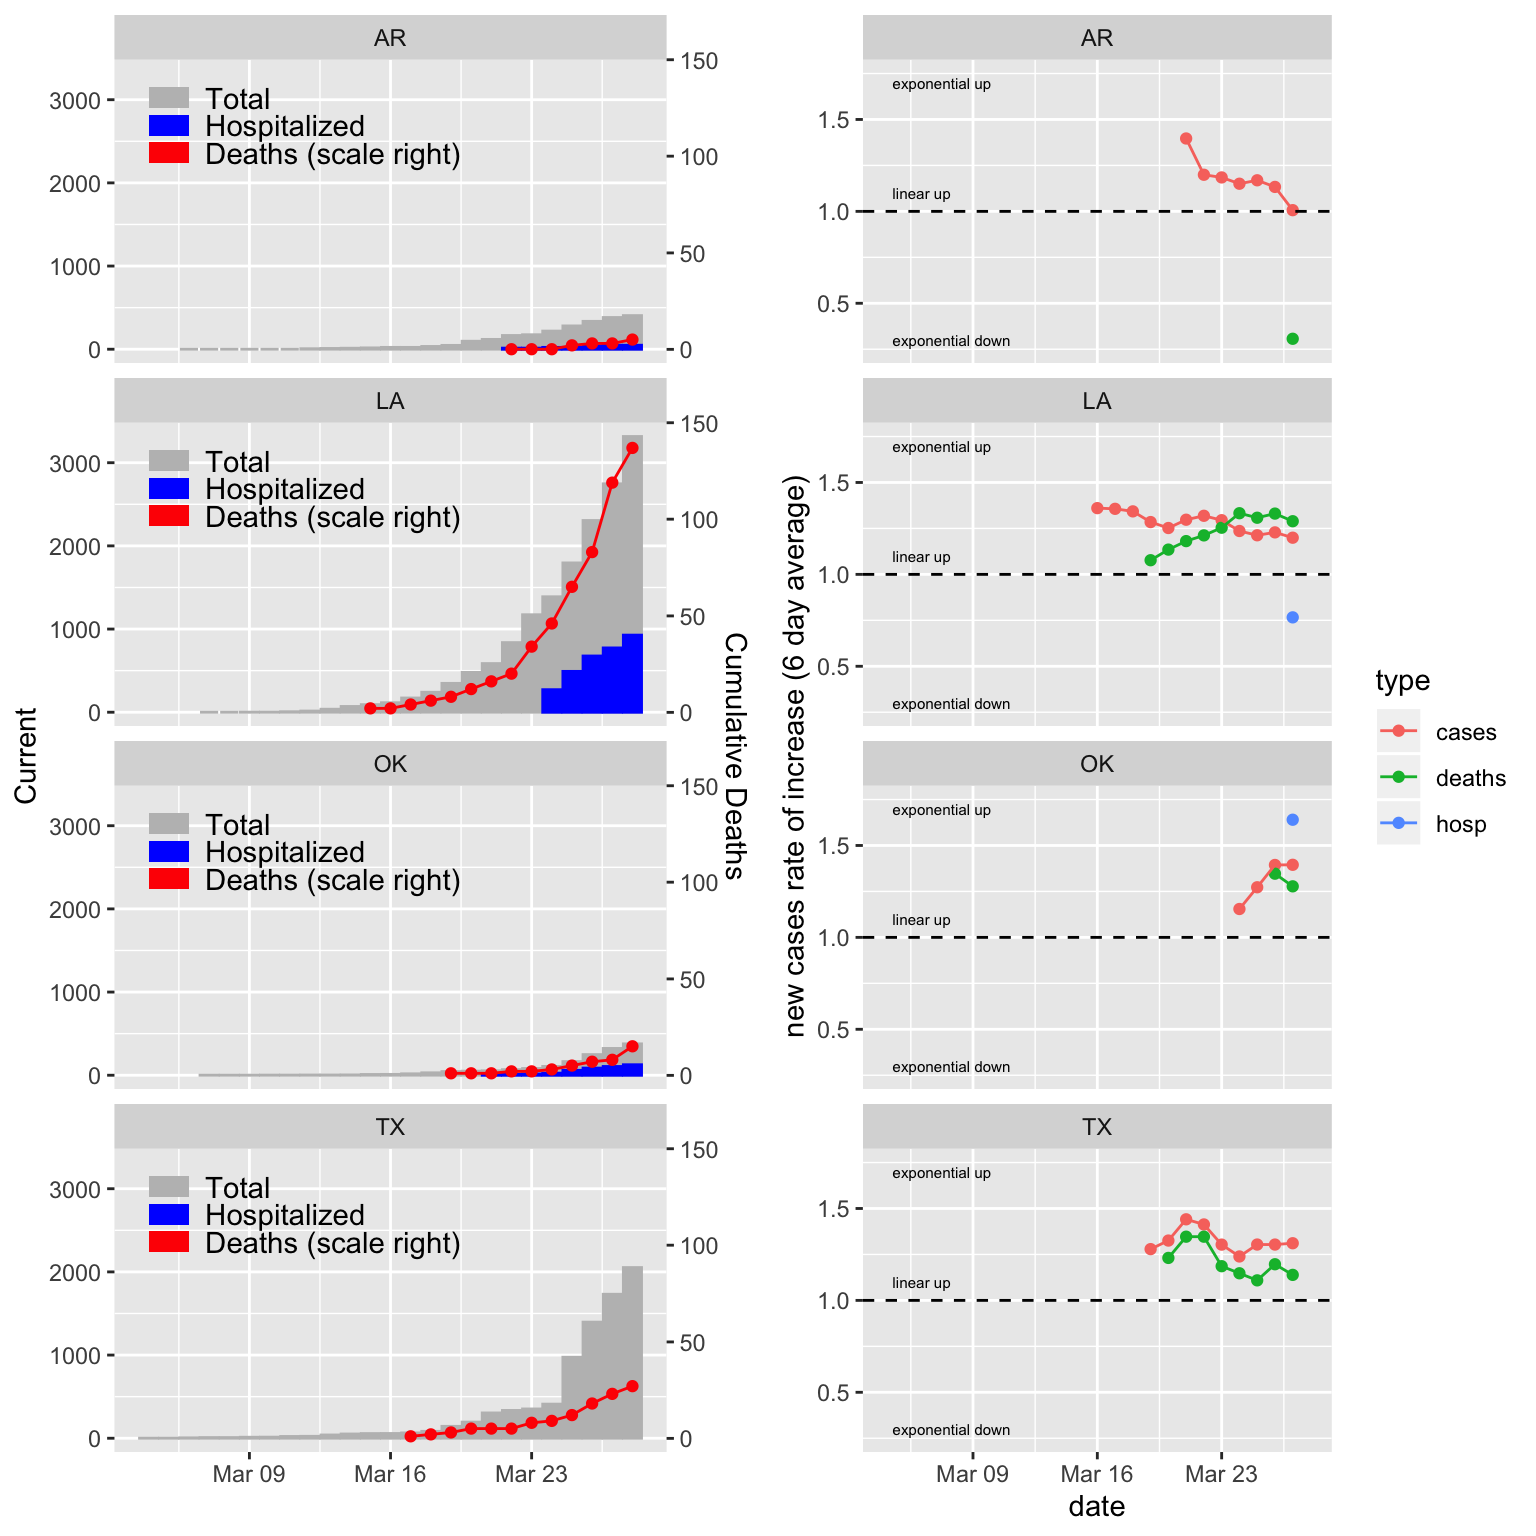 AR
3000
2000
1000
0
Total
Hospitalized
Deaths (scale right)
150
100
50
0
LA
3000
2000
1000
0
Total
Hospitalized
Deaths (scale right)
150
100
50
0
OK
3000
2000
1000
0
Total
Hospitalized
Deaths (scale right)
150
100
50
0
TX
3000
2000
1000
0
Total
Hospitalized
Deaths (scale right)
150
100
50
0
Mar 09 Mar 16 Mar 23
Current
Cumulative Deaths
AR
1.5
1.0
0.5
exponential up
linear up
exponential down
LA
1.5
1.0
0.5
exponential up
linear up
exponential down
OK
1.5
1.0
0.5
exponential up
linear up
exponential down
TX
1.5
1.0
0.5
exponential up
linear up
exponential down
Mar 09 Mar 16 Mar 23
date
new cases rate of increase (6 day average)
type
cases
deaths
hosp